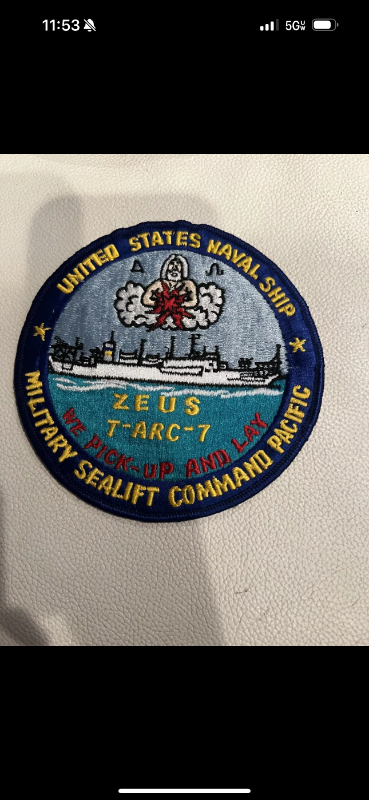 11:53
5G UW
UNITED STATES NAVAL SHIP
Δ Ω
ZEUS
T-ARC-7
WE PICK-UP AND LAY
MILITARY SEALIFT COMMAND PACIFIC